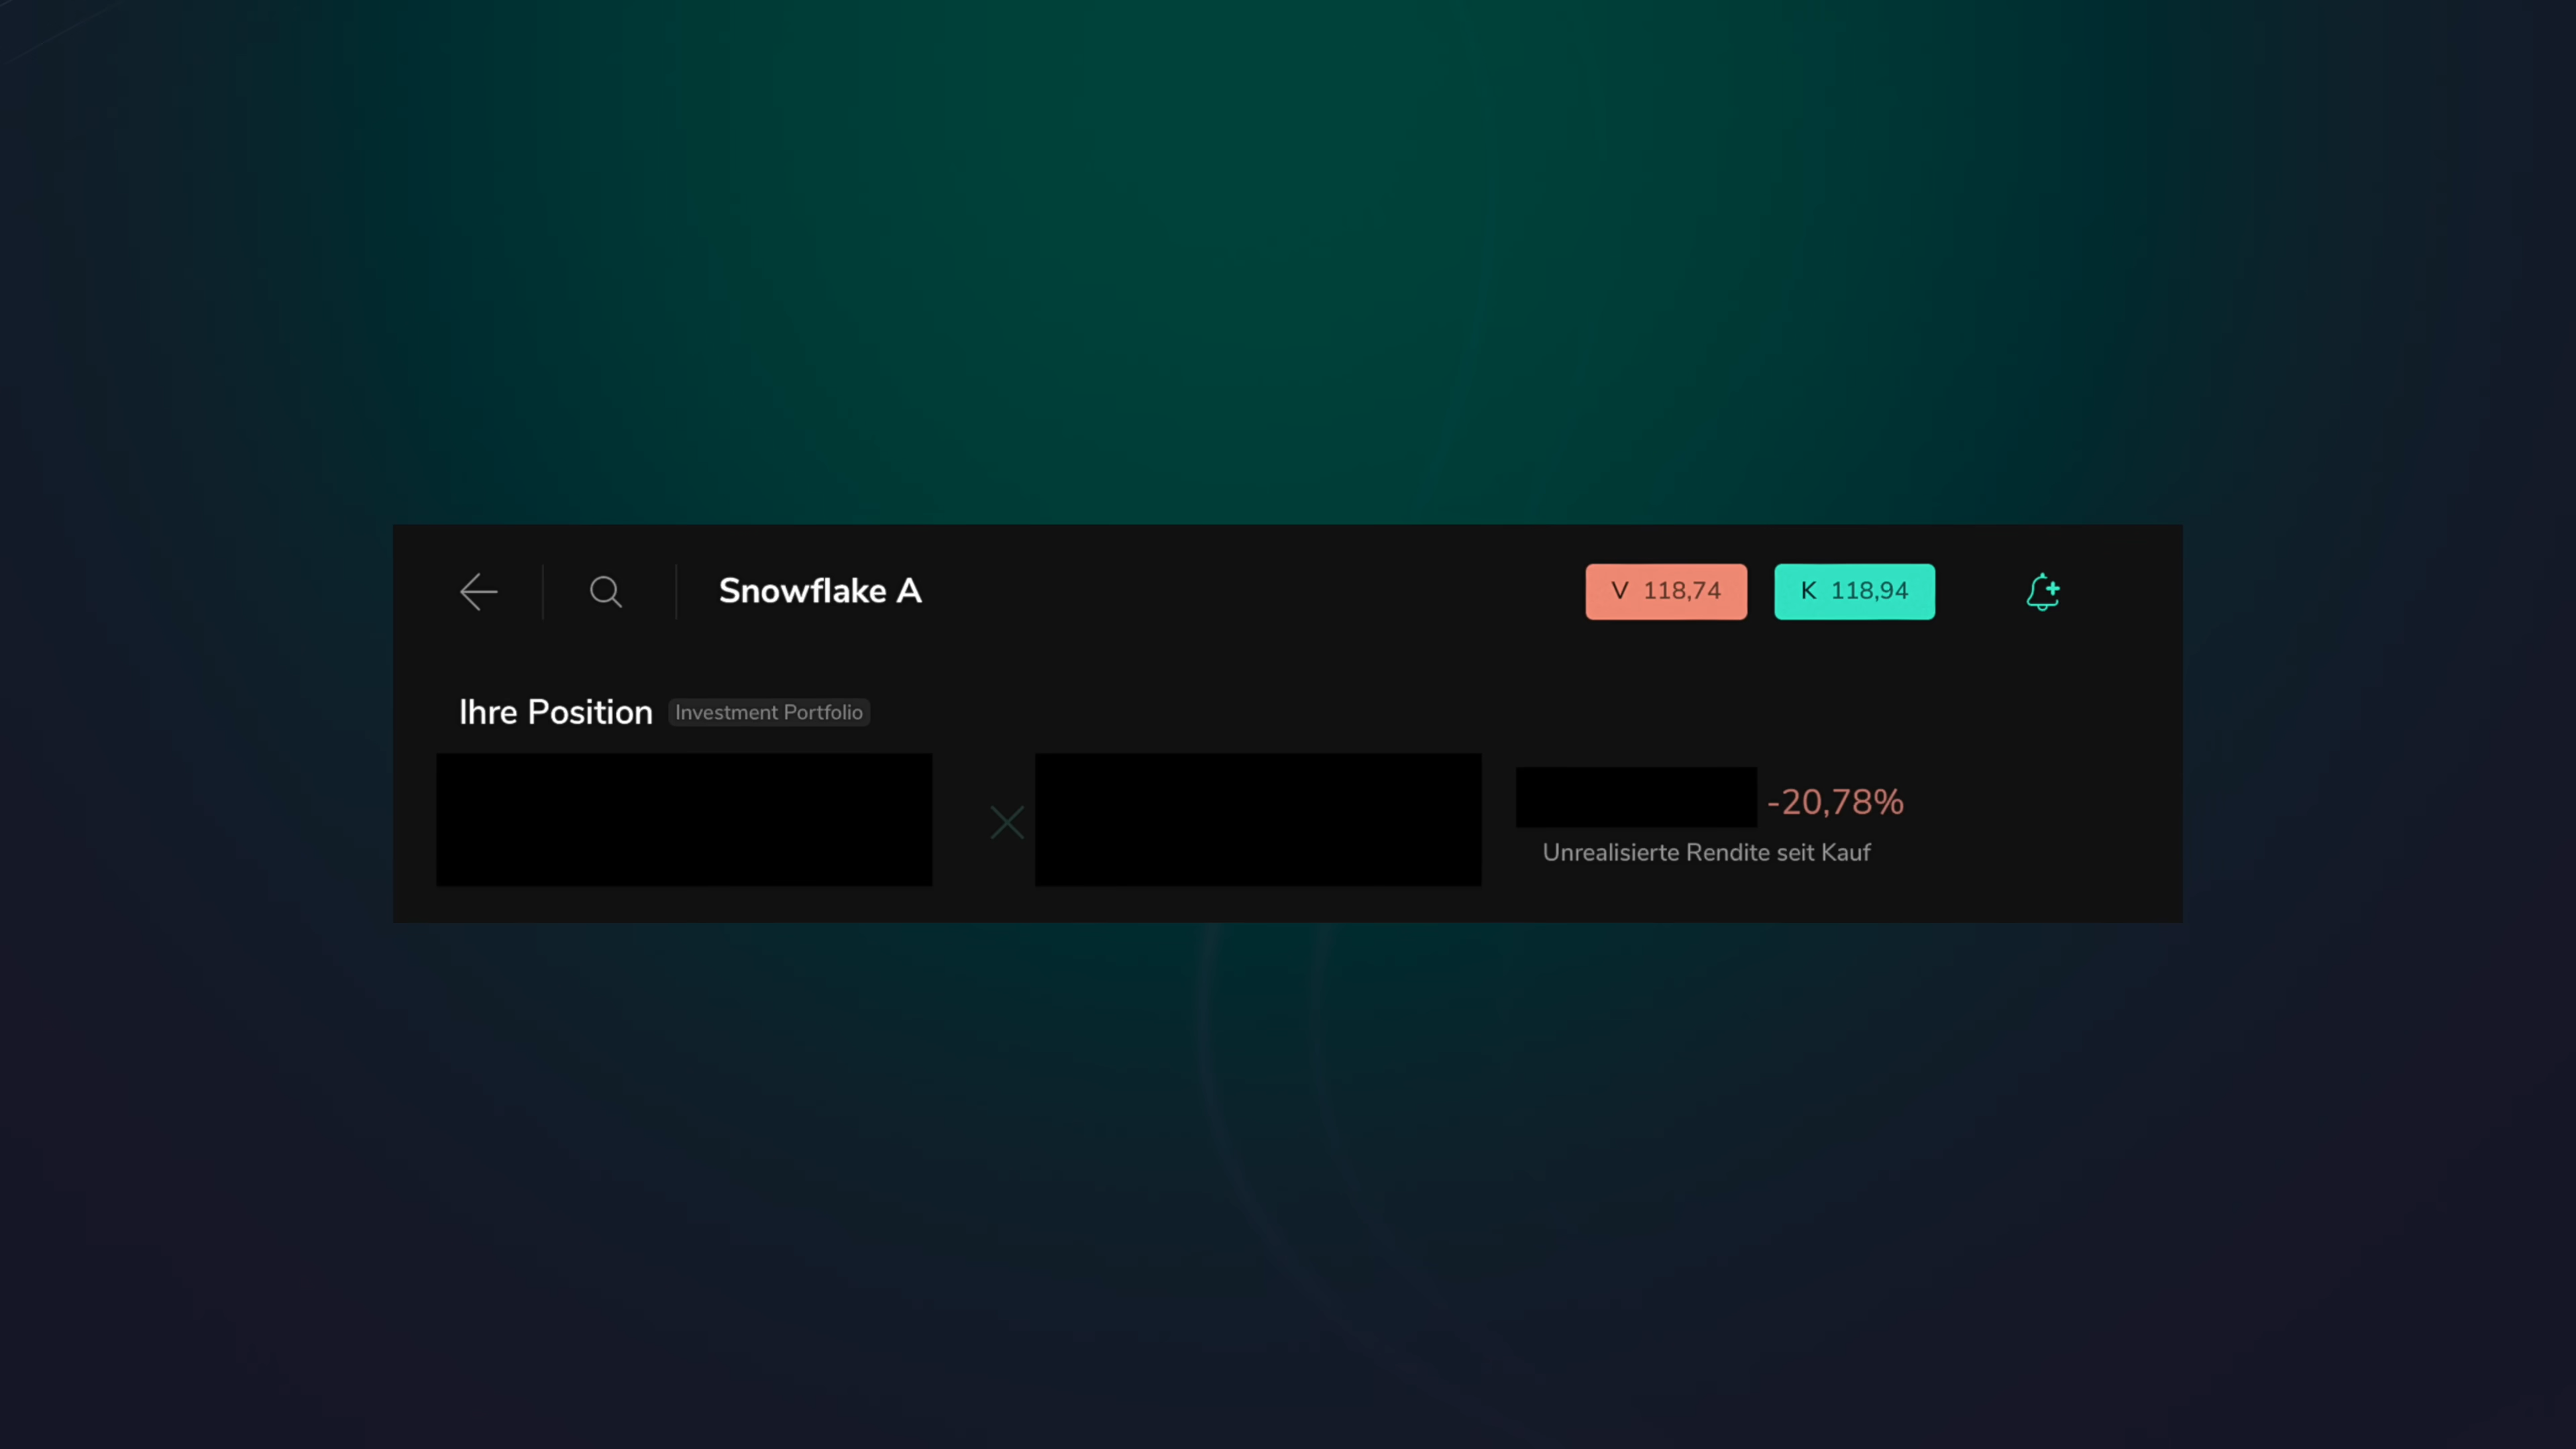 Snowflake A
V 118,74
K 118,94
Ihre Position
Investment Portfolio
-20,78%
Unrealisierte Rendite seit Kauf